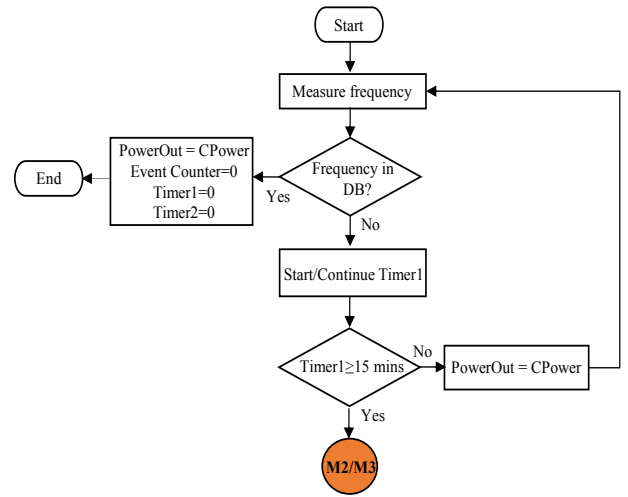 Start
Measure frequency
Frequency in
DB?
Yes
No
PowerOut = CPower
Event Counter=0
Timer1=0
Timer2=0
End
Start/Continue Timer1
Timer1≥15 mins
No
PowerOut = CPower
Yes
M2/M3